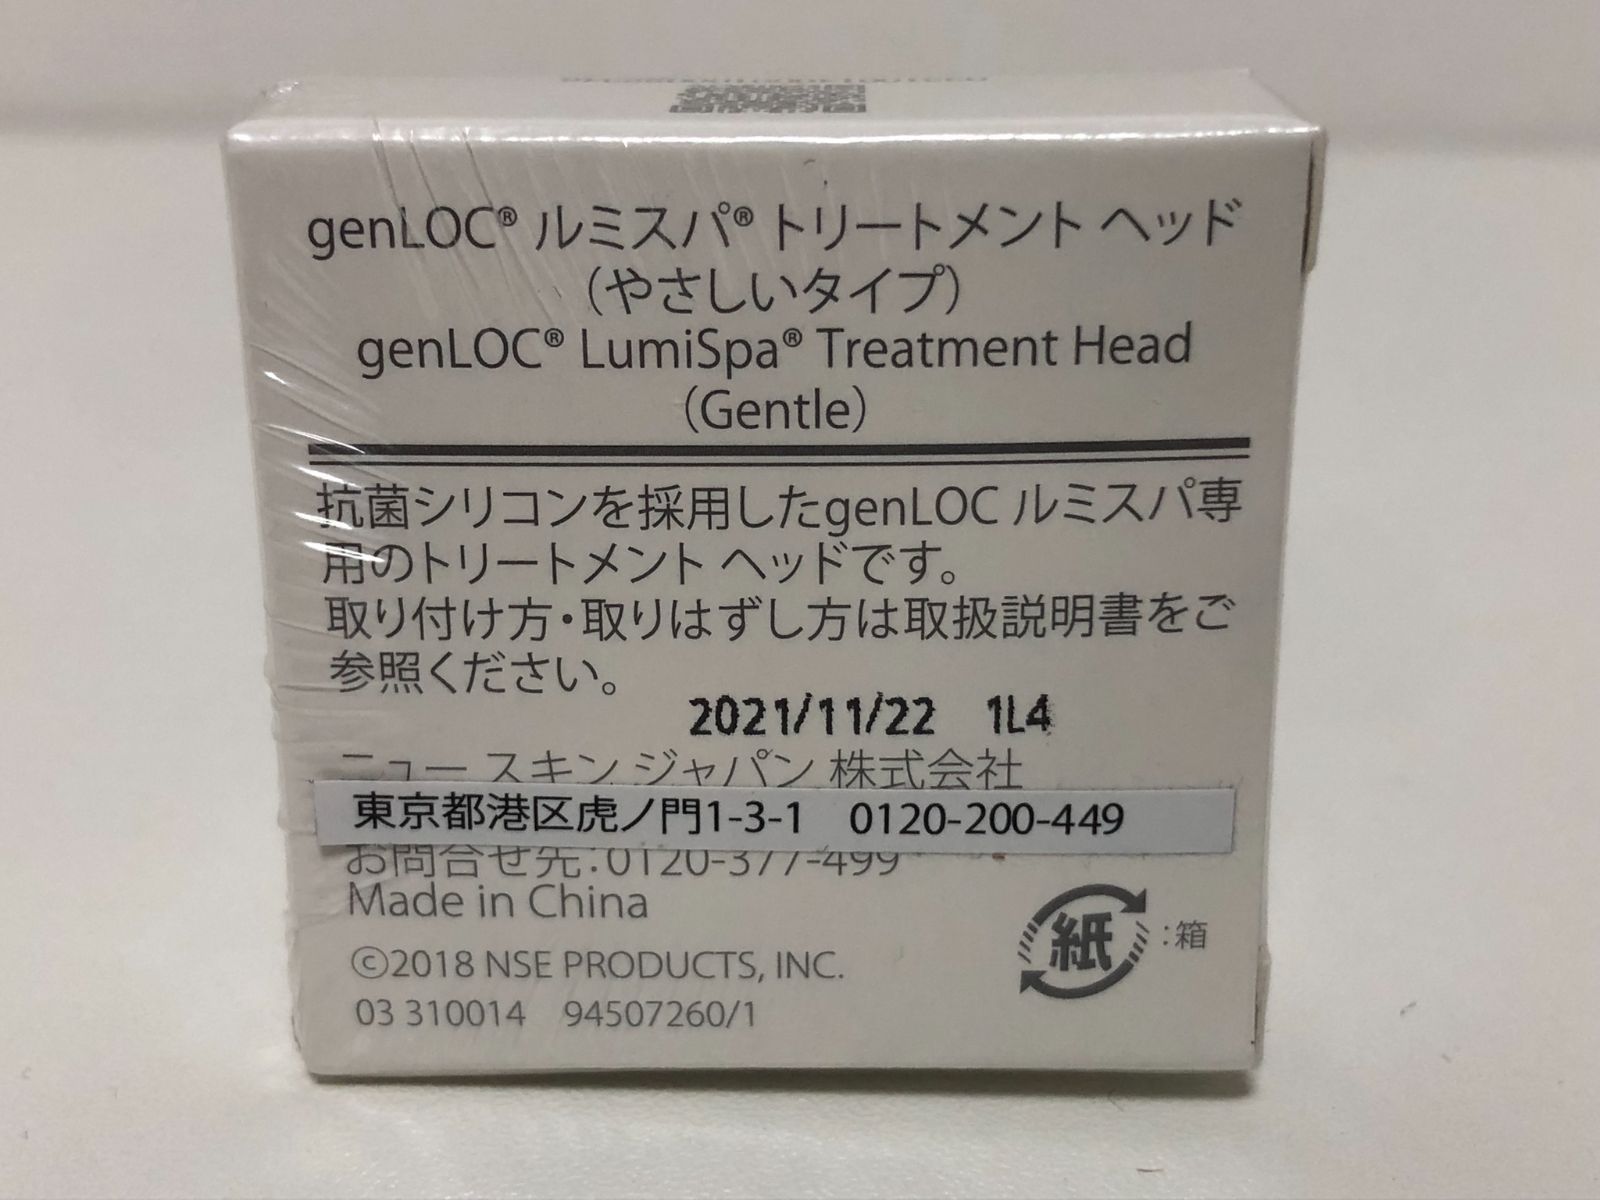 genLOC® ルミスパ® トリートメント ヘッド
（やさしいタイプ）
genLOC® LumiSpa® Treatment Head
（Gentle）
抗菌シリコンを採用したgenLOC ルミスパ専
用のトリートメント ヘッドです。
取り付け方・取りはずし方は取扱説明書をご
参照ください。
2021/11/22 1L4
ニュー スキン ジャパン 株式会社
東京都港区虎ノ門1-3-1 0120-200-449
お問合せ先：0120-377-499
Made in China
©2018 NSE PRODUCTS, INC.
紙：箱
03 310014 94507260/1